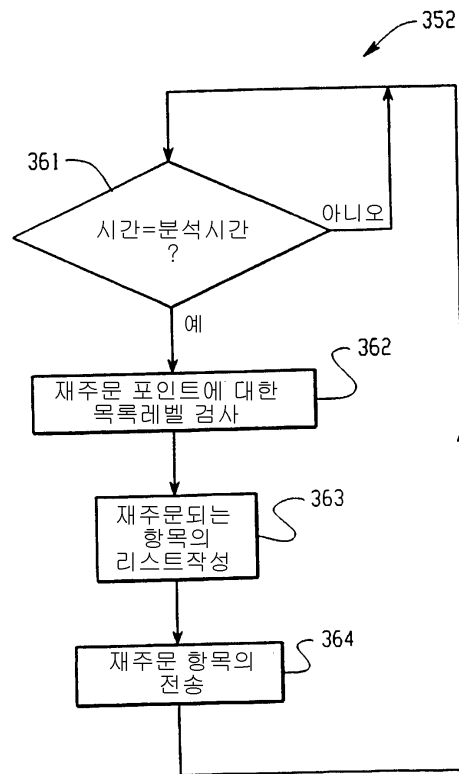 352
361
시간=분석시간
?
아니오
예
362
재주문 포인트에 대한
목록레벨 검사
363
재주문되는
항목의
리스트작성
364
재주문 항목의
전송